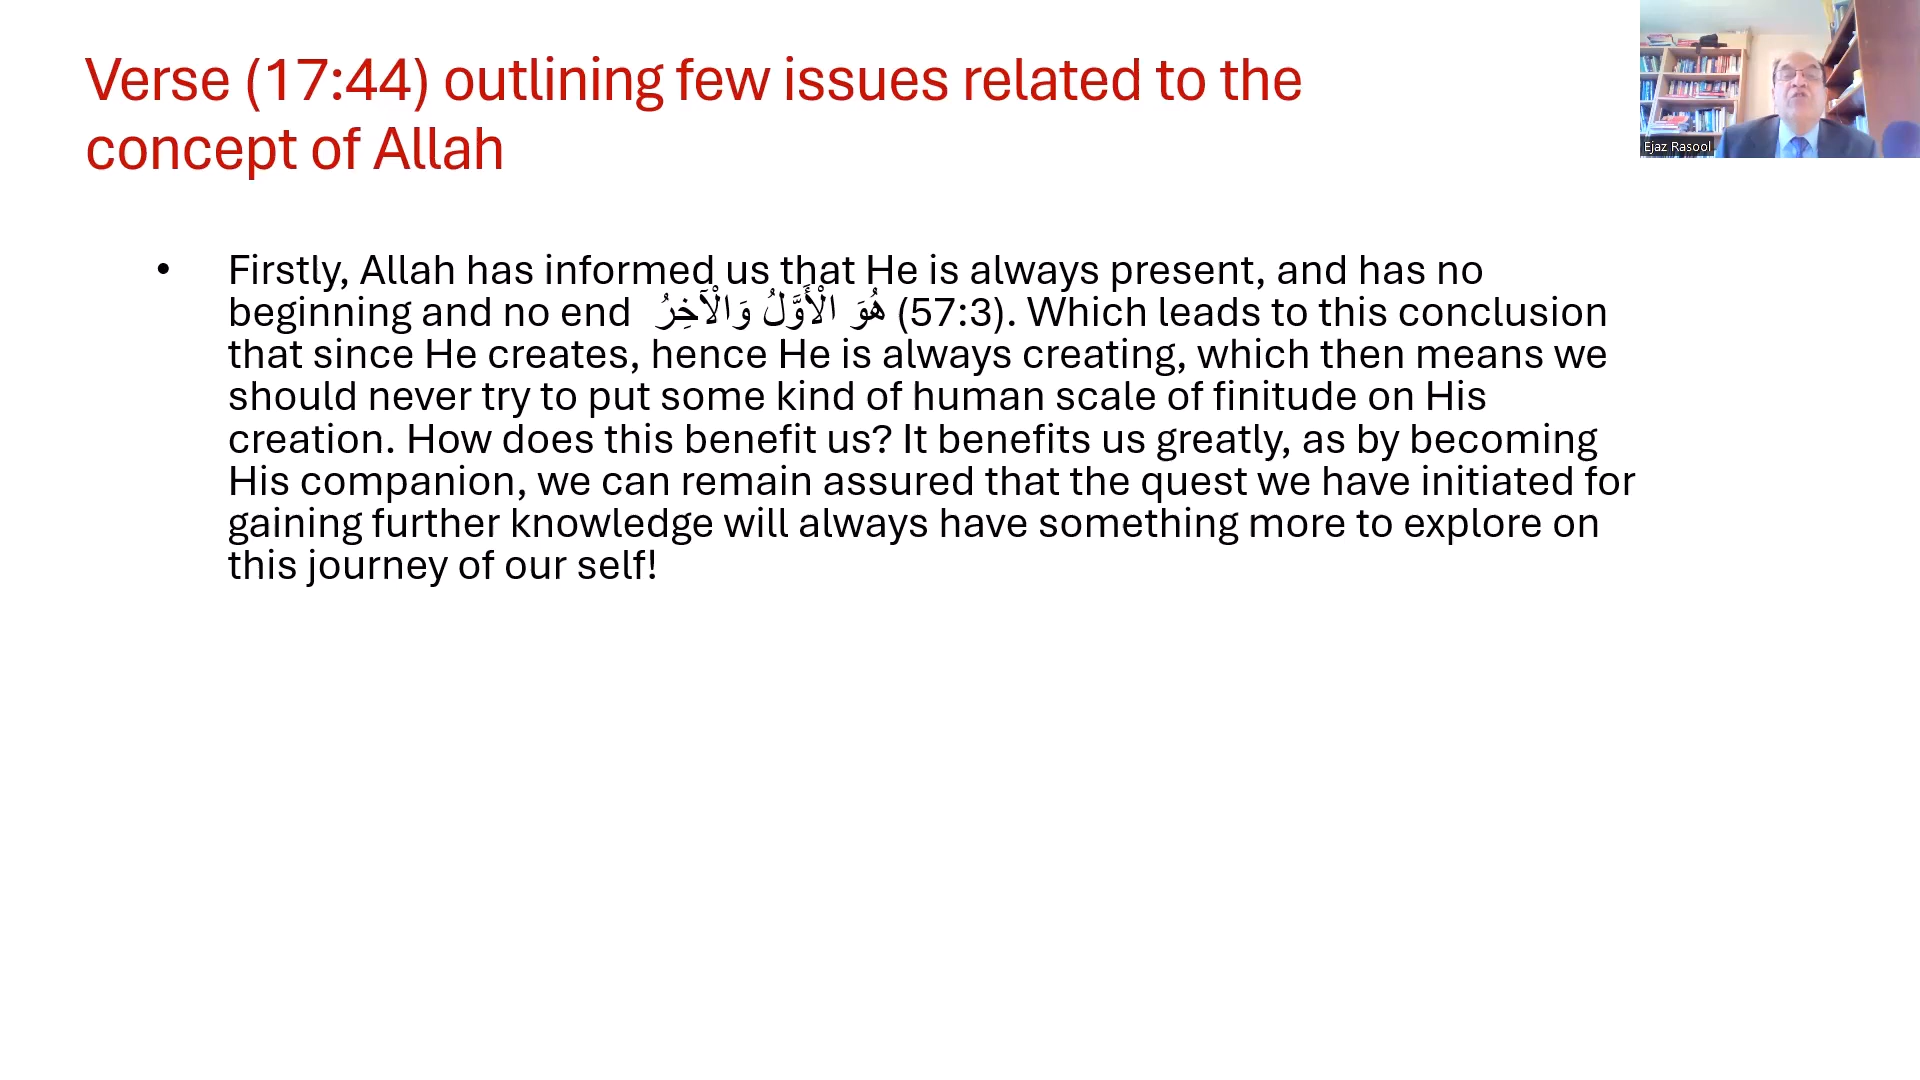 Verse (17:44) outlining few issues related to the
concept of Allah
Ejaz Rasool
• Firstly, Allah has informed us that He is always present, and has no
beginning and no end هُوَ الْأَوَّلُ وَالْآخِرُ (57:3). Which leads to this conclusion
that since He creates, hence He is always creating, which then means we
should never try to put some kind of human scale of finitude on His
creation. How does this benefit us? It benefits us greatly, as by becoming
His companion, we can remain assured that the quest we have initiated for
gaining further knowledge will always have something more to explore on
this journey of our self!